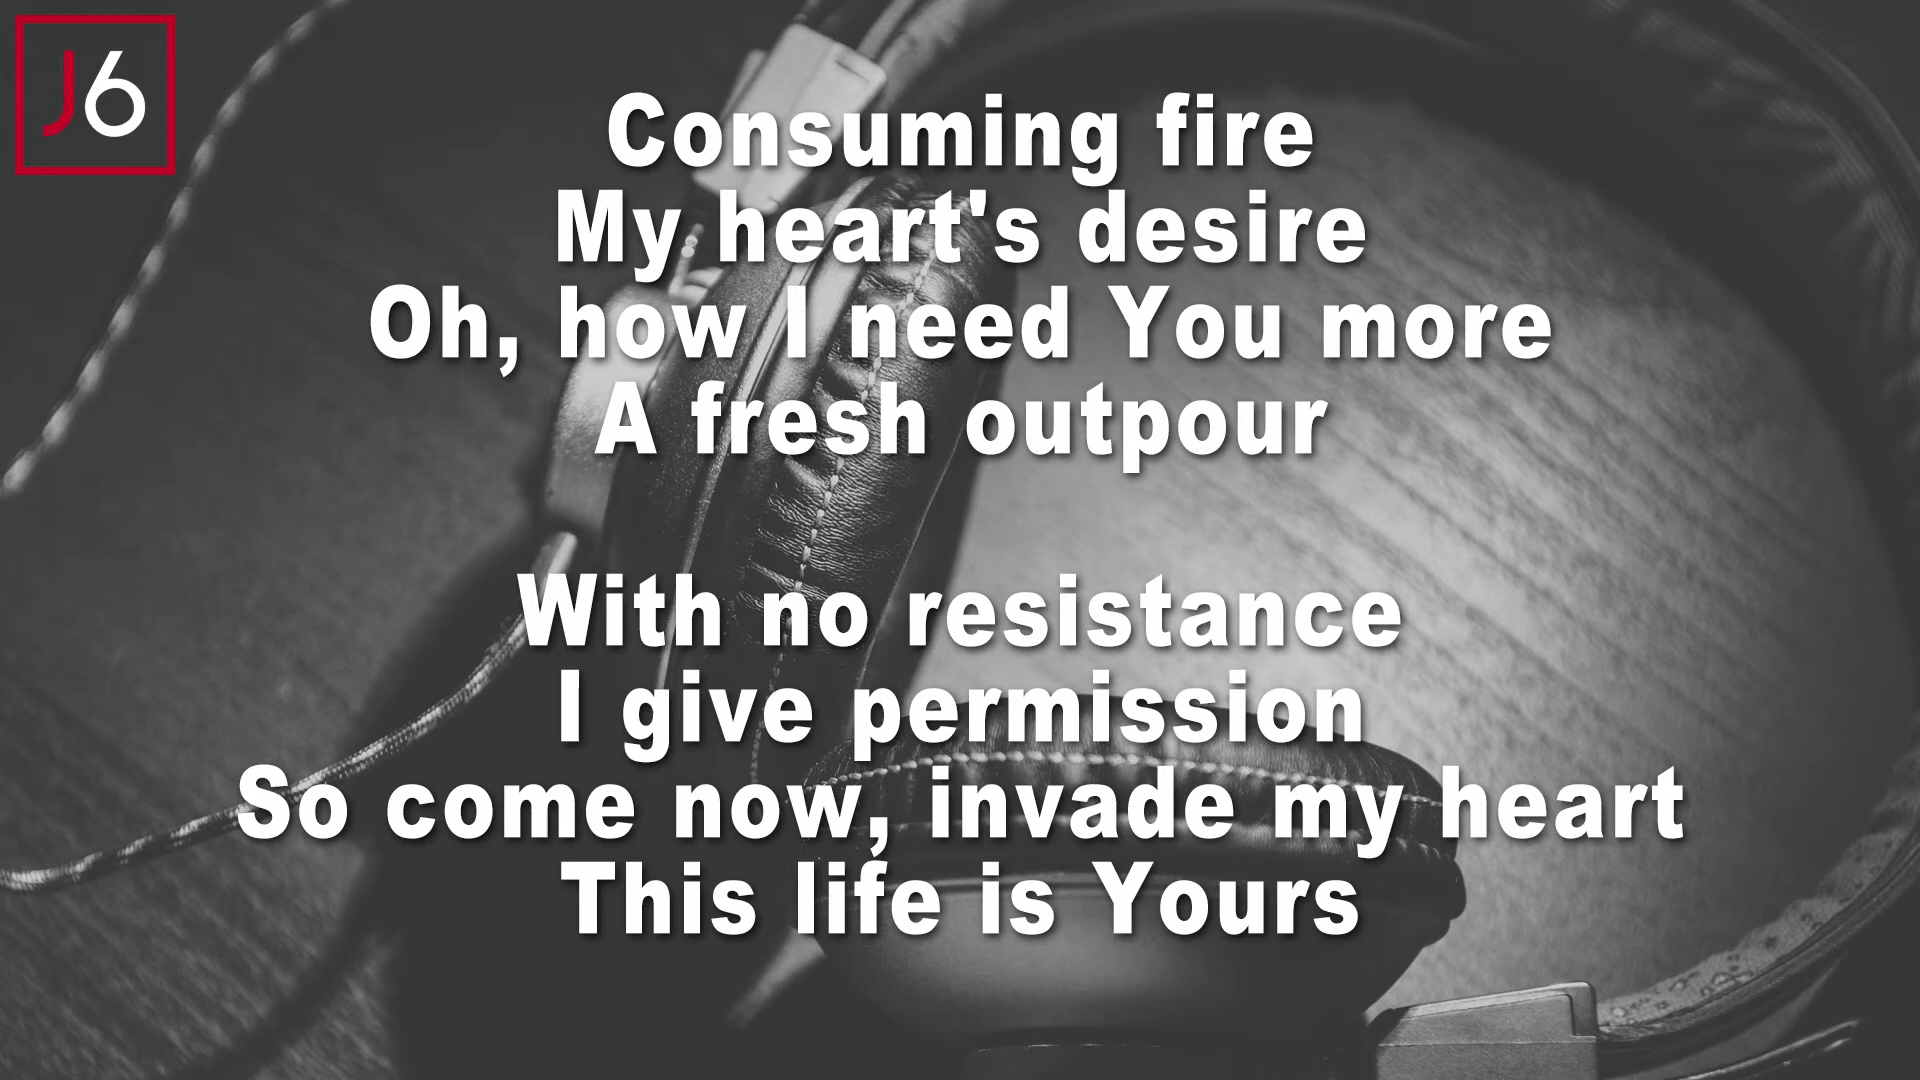 J6
Consuming fire
My heart's desire
Oh, how I need You more
A fresh outpour
With no resistance
I give permission
So come now, invade my heart
This life is Yours